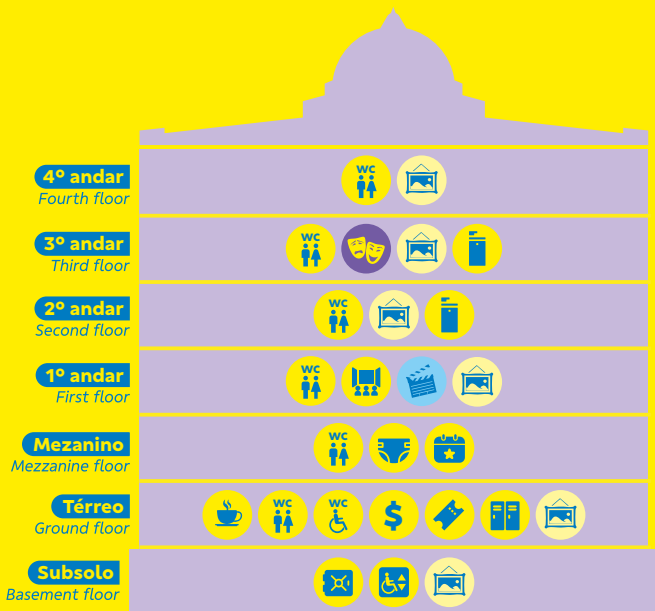 4º andar
Fourth floor
WC
3º andar
Third floor
WC
2º andar
Second floor
WC
1º andar
First floor
WC
Mezanino
Mezzanine floor
WC
Térreo
Ground floor
WC
WC
$
Subsolo
Basement floor